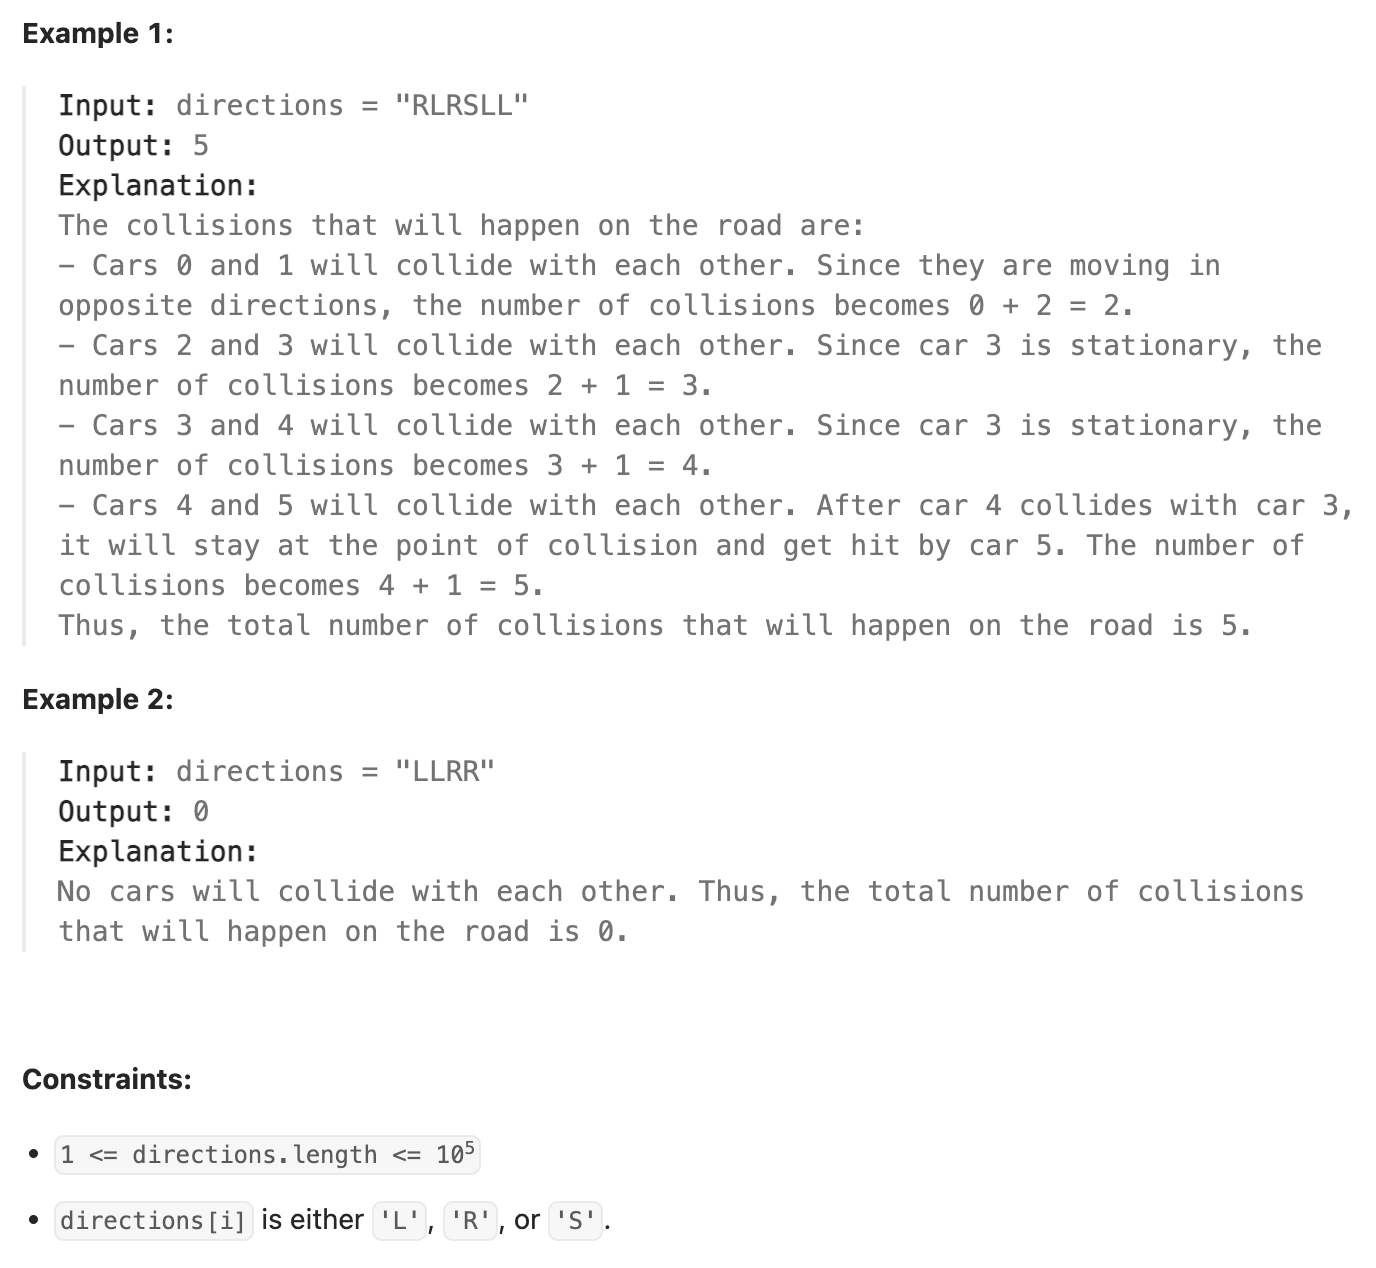 Example 1:
Input: directions = "RLRSLL"
Output: 5
Explanation:
The collisions that will happen on the road are:
- Cars 0 and 1 will collide with each other. Since they are moving in
opposite directions, the number of collisions becomes 0 + 2 = 2.
- Cars 2 and 3 will collide with each other. Since car 3 is stationary, the
number of collisions becomes 2 + 1 = 3.
- Cars 3 and 4 will collide with each other. Since car 3 is stationary, the
number of collisions becomes 3 + 1 = 4.
- Cars 4 and 5 will collide with each other. After car 4 collides with car 3,
it will stay at the point of collision and get hit by car 5. The number of
collisions becomes 4 + 1 = 5.
Thus, the total number of collisions that will happen on the road is 5.
Example 2:
Input: directions = "LLRR"
Output: 0
Explanation:
No cars will collide with each other. Thus, the total number of collisions
that will happen on the road is 0.
Constraints:
• 1 <= directions.length <= 10⁵
• directions[i] is either 'L', 'R', or 'S'.